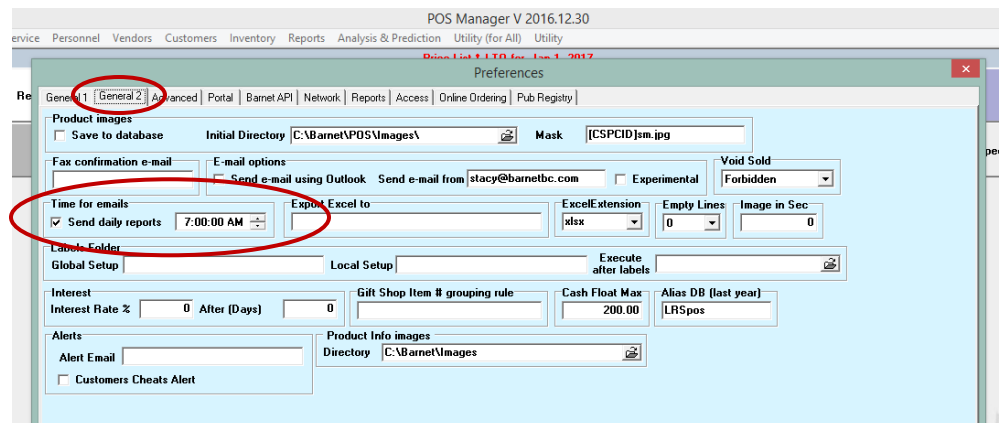 POS Manager V 2016.12.30
ervice Personnel Vendors Customers Inventory Reports Analysis & Prediction Utility (for All) Utility
Price List * LTO for Jan 1, 2017
Preferences
Re
General 1 General 2 Advanced Portal Barnet API Network Reports Access Online Ordering Pub Registry
Product images
Save to database Initial Directory C:\Barnet\POS\Images\ Mask [CSPCID]sm.jpg
pec
Fax confirmation e-mail E-mail options Void Sold
Send e-mail using Outlook Send e-mail from stacy@barnetbc.com Experimental Forbidden
Time for emails Export Excel to ExcelExtension Empty Lines Image in Sec
Send daily reports 7:00:00 AM xlsx 0 0
Labels Folder
Global Setup Local Setup Execute after labels
Interest Gift Shop Item # grouping rule Cash Float Max Alias DB (last year)
Interest Rate % 0 After (Days) 0 200.00 LRSpos
Alerts Product Info images
Alert Email Directory C:\Barnet\Images
Customers Cheats Alert